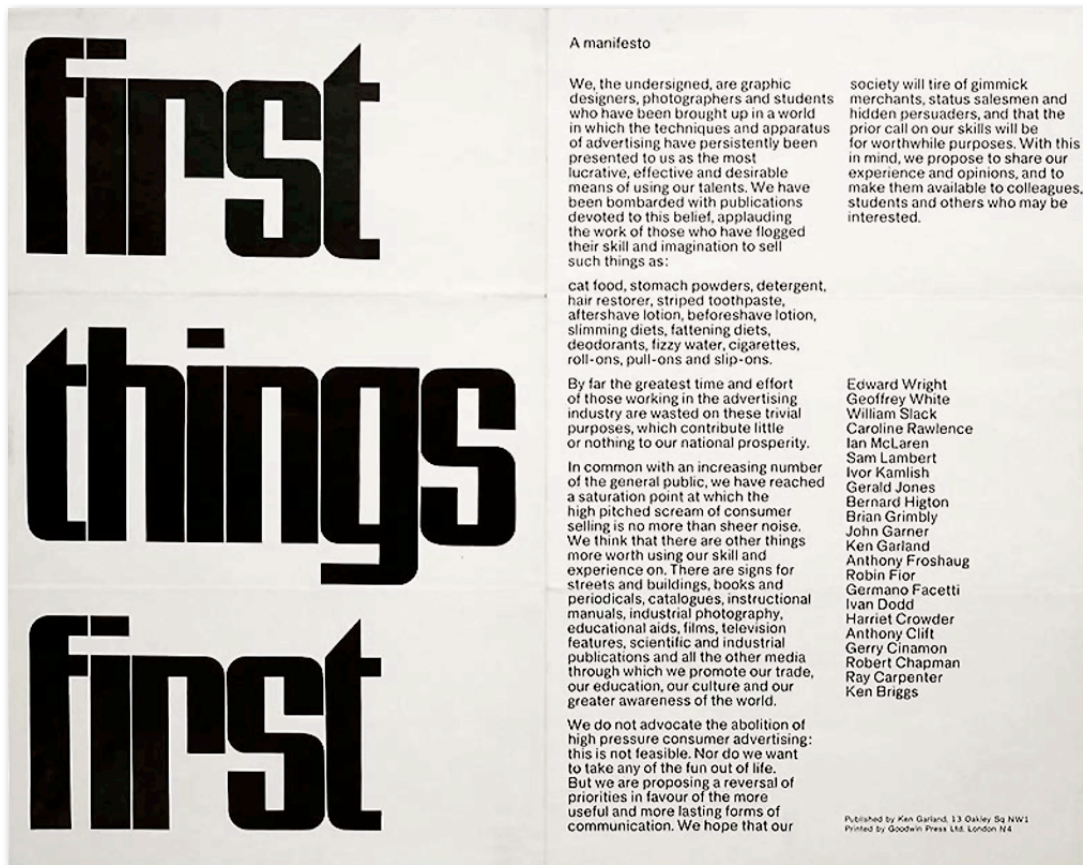 first
things
first
A manifesto
We, the undersigned, are graphic
designers, photographers and students
who have been brought up in a world
in which the techniques and apparatus
of advertising have persistently been
presented to us as the most
lucrative, effective and desirable
means of using our talents. We have
been bombarded with publications
devoted to this belief, applauding
the work of those who have flogged
their skill and imagination to sell
such things as:
cat food, stomach powders, detergent,
hair restorer, striped toothpaste,
aftershave lotion, beforeshave lotion,
slimming diets, fattening diets,
deodorants, fizzy water, cigarettes,
roll-ons, pull-ons and slip-ons.
By far the greatest time and effort
of those working in the advertising
industry are wasted on these trivial
purposes, which contribute little
or nothing to our national prosperity.
In common with an increasing number
of the general public, we have reached
a saturation point at which the
high pitched scream of consumer
selling is no more than sheer noise.
We think that there are other things
more worth using our skill and
experience on. There are signs for
streets and buildings, books and
periodicals, catalogues, instructional
manuals, industrial photography,
educational aids, films, television
features, scientific and industrial
publications and all the other media
through which we promote our trade,
our education, our culture and our
greater awareness of the world.
We do not advocate the abolition of
high pressure consumer advertising:
this is not feasible. Nor do we want
to take any of the fun out of life.
But we are proposing a reversal of
priorities in favour of the more
useful and more lasting forms of
communication. We hope that our
society will tire of gimmick
merchants, status salesmen and
hidden persuaders, and that the
prior call on our skills will be
for worthwhile purposes. With this
in mind, we propose to share our
experience and opinions, and to
make them available to colleagues,
students and others who may be
interested.
Edward Wright
Geoffrey White
William Slack
Caroline Rawlence
Ian McLaren
Sam Lambert
Ivor Kamlish
Gerald Jones
Bernard Higton
Brian Grimbly
John Garner
Ken Garland
Anthony Froshaug
Robin Fior
Germano Facetti
Ivan Dodd
Harriet Crowder
Anthony Clift
Gerry Cinamon
Robert Chapman
Ray Carpenter
Ken Briggs
Published by Ken Garland, 13 Oakley Sq NW1
Printed by Goodwin Press Ltd. London N4